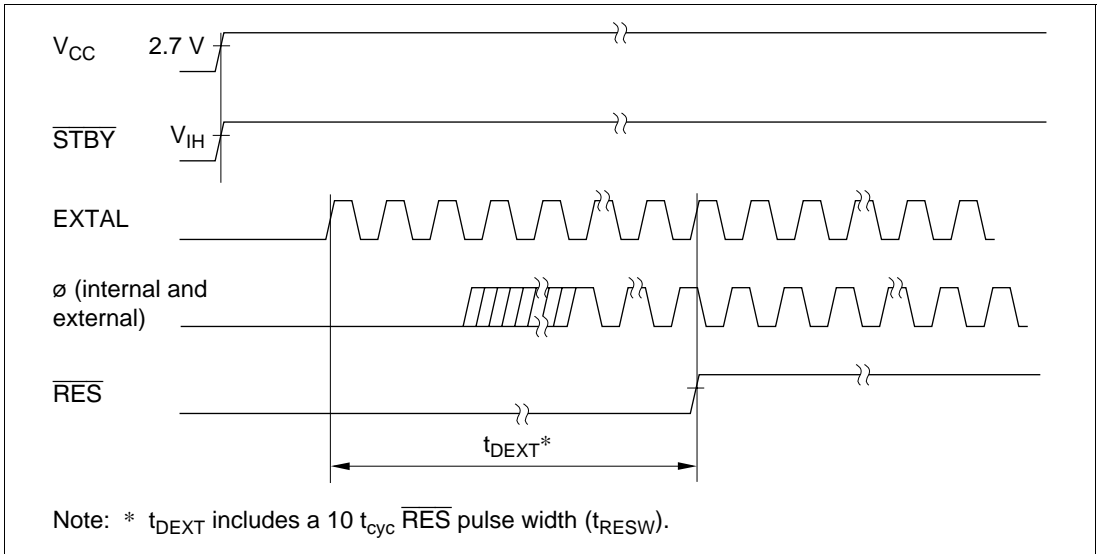 VCC 2.7 V
STBY VIH
EXTAL
ø (internal and
external)
RES
tDEXT*
Note: * tDEXT includes a 10 tcyc RES pulse width (tRESW).